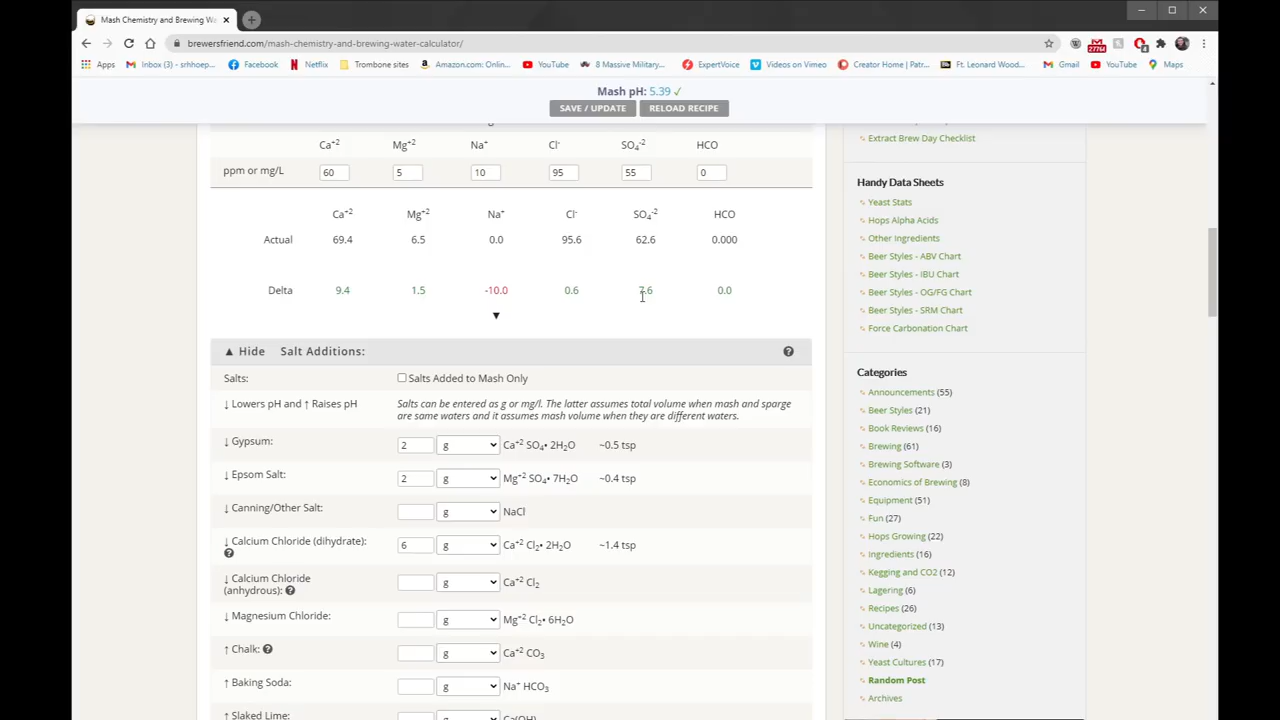 Mash Chemistry and Brewing Wa
brewersfriend.com/mash-chemistry-and-brewing-water-calculator/
277M
4
Apps
Inbox (3) - srhhoep...
Facebook
Netflix
Trombone sites
Amazon.com: Onlin...
YouTube
8 Massive Military...
ExpertVoice
Videos on Vimeo
Creator Home | Patr...
Ft. Leonard Wood...
Gmail
YouTube
Maps
Mash pH: 5.39 ✓
SAVE / UPDATE RELOAD RECIPE
Ca+2 Mg+2 Na+ Cl- SO4-2 HCO
ppm or mg/L 60 5 10 95 55 0
Ca+2 Mg+2 Na+ Cl- SO4-2 HCO
Actual 69.4 6.5 0.0 95.6 62.6 0.000
Delta 9.4 1.5 -10.0 0.6 7.6 0.0
▼
▲ Hide Salt Additions: ?
Salts: Salts Added to Mash Only
↓ Lowers pH and ↑ Raises pH
Salts can be entered as g or mg/l. The latter assumes total volume when mash and sparge
are same waters and it assumes mash volume when they are different waters.
↓ Gypsum: 2 g Ca+2 SO4• 2H2O ~0.5 tsp
↓ Epsom Salt: 2 g Mg+2 SO4• 7H2O ~0.4 tsp
↓ Canning/Other Salt: g NaCl
↓ Calcium Chloride (dihydrate): ? 6 g Ca+2 Cl2• 2H2O ~1.4 tsp
↓ Calcium Chloride
(anhydrous): ? g Ca+2 Cl2
↓ Magnesium Chloride: g Mg+2 Cl2• 6H2O
↑ Chalk: ? g Ca+2 CO3
↑ Baking Soda: g Na+ HCO3
↑ Slaked Lime: g Ca(OH)
Extract Brew Day Checklist
Handy Data Sheets
Yeast Stats
Hops Alpha Acids
Other Ingredients
Beer Styles - ABV Chart
Beer Styles - IBU Chart
Beer Styles - OG/FG Chart
Beer Styles - SRM Chart
Force Carbonation Chart
Categories
Announcements (55)
Beer Styles (21)
Book Reviews (16)
Brewing (61)
Brewing Software (3)
Economics of Brewing (8)
Equipment (51)
Fun (27)
Hops Growing (22)
Ingredients (16)
Kegging and CO2 (12)
Lagering (6)
Recipes (26)
Uncategorized (13)
Wine (4)
Yeast Cultures (17)
Random Post
Archives